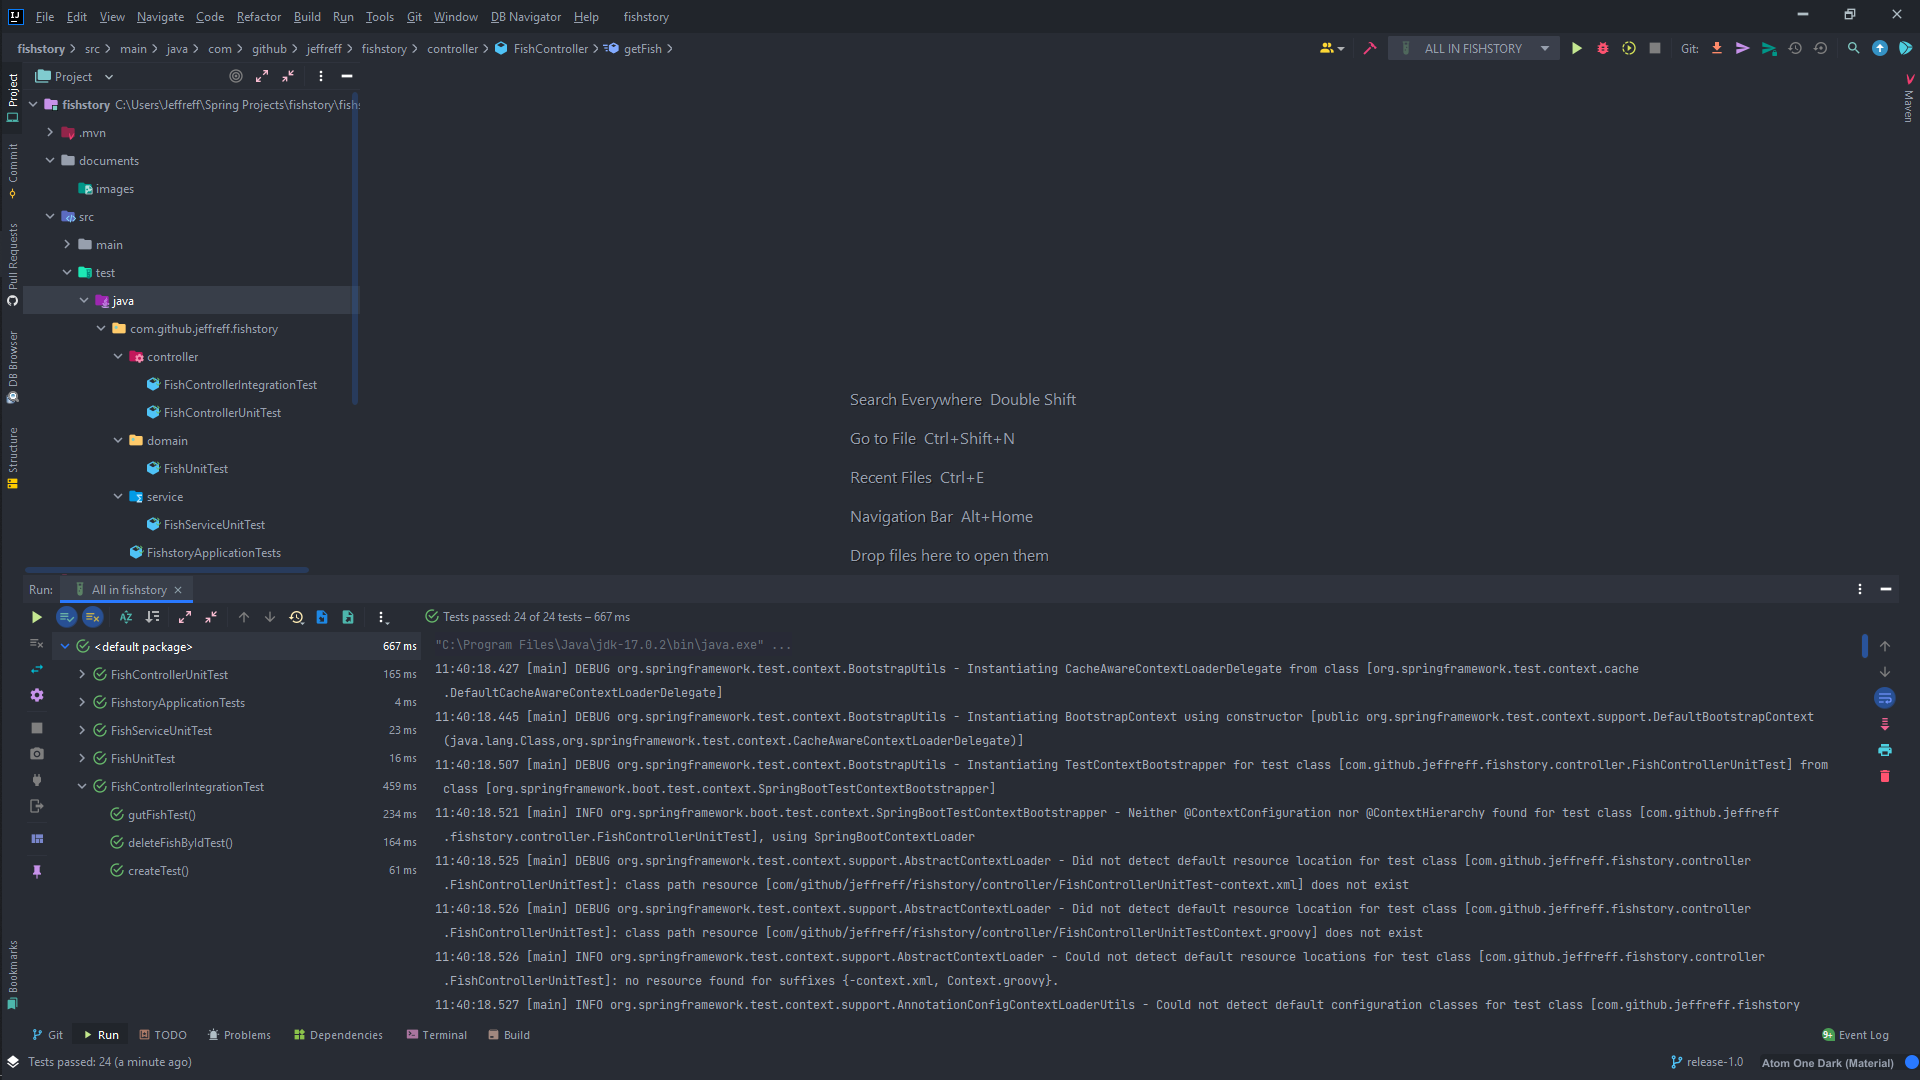 File Edit View Navigate Code Refactor Build Run Tools Git Window DB Navigator Help fishstory
fishstory src main java com github jeffreff fishstory controller FishController getFish
ALL IN FISHSTORY
Git:
Project
Project
Commit
Pull Requests
DB Browser
Structure
Bookmarks
Maven
fishstory C:\Users\Jeffreff\Spring Projects\fishstory\fish
.mvn
documents
images
src
main
test
java
com.github.jeffreff.fishstory
controller
FishControllerIntegrationTest
FishControllerUnitTest
domain
FishUnitTest
service
FishServiceUnitTest
FishstoryApplicationTests
Search Everywhere Double Shift
Go to File Ctrl+Shift+N
Recent Files Ctrl+E
Navigation Bar Alt+Home
Drop files here to open them
Run: All in fishstory
Tests passed: 24 of 24 tests – 667 ms
<default package> 667 ms
FishControllerUnitTest 165 ms
FishstoryApplicationTests 4 ms
FishServiceUnitTest 23 ms
FishUnitTest 16 ms
FishControllerIntegrationTest 459 ms
gutFishTest() 234 ms
deleteFishByIdTest() 164 ms
createTest() 61 ms
"C:\Program Files\Java\jdk-17.0.2\bin\java.exe" ...
11:40:18.427 [main] DEBUG org.springframework.test.context.BootstrapUtils - Instantiating CacheAwareContextLoaderDelegate from class [org.springframework.test.context.cache
.DefaultCacheAwareContextLoaderDelegate]
11:40:18.445 [main] DEBUG org.springframework.test.context.BootstrapUtils - Instantiating BootstrapContext using constructor [public org.springframework.test.context.support.DefaultBootstrapContext
(java.lang.Class,org.springframework.test.context.CacheAwareContextLoaderDelegate)]
11:40:18.507 [main] DEBUG org.springframework.test.context.BootstrapUtils - Instantiating TestContextBootstrapper for test class [com.github.jeffreff.fishstory.controller.FishControllerUnitTest] from
class [org.springframework.boot.test.context.SpringBootTestContextBootstrapper]
11:40:18.521 [main] INFO org.springframework.boot.test.context.SpringBootTestContextBootstrapper - Neither @ContextConfiguration nor @ContextHierarchy found for test class [com.github.jeffreff
.fishstory.controller.FishControllerUnitTest], using SpringBootContextLoader
11:40:18.525 [main] DEBUG org.springframework.test.context.support.AbstractContextLoader - Did not detect default resource location for test class [com.github.jeffreff.fishstory.controller
.FishControllerUnitTest]: class path resource [com/github/jeffreff/fishstory/controller/FishControllerUnitTest-context.xml] does not exist
11:40:18.526 [main] DEBUG org.springframework.test.context.support.AbstractContextLoader - Did not detect default resource location for test class [com.github.jeffreff.fishstory.controller
.FishControllerUnitTest]: class path resource [com/github/jeffreff/fishstory/controller/FishControllerUnitTestContext.groovy] does not exist
11:40:18.526 [main] INFO org.springframework.test.context.support.AbstractContextLoader - Could not detect default resource locations for test class [com.github.jeffreff.fishstory.controller
.FishControllerUnitTest]: no resource found for suffixes {-context.xml, Context.groovy}.
11:40:18.527 [main] INFO org.springframework.test.context.support.AnnotationConfigContextLoaderUtils - Could not detect default configuration classes for test class [com.github.jeffreff.fishstory
Git Run TODO Problems Dependencies Terminal Build 9+ Event Log
Tests passed: 24 (a minute ago) release-1.0 Atom One Dark (Material)